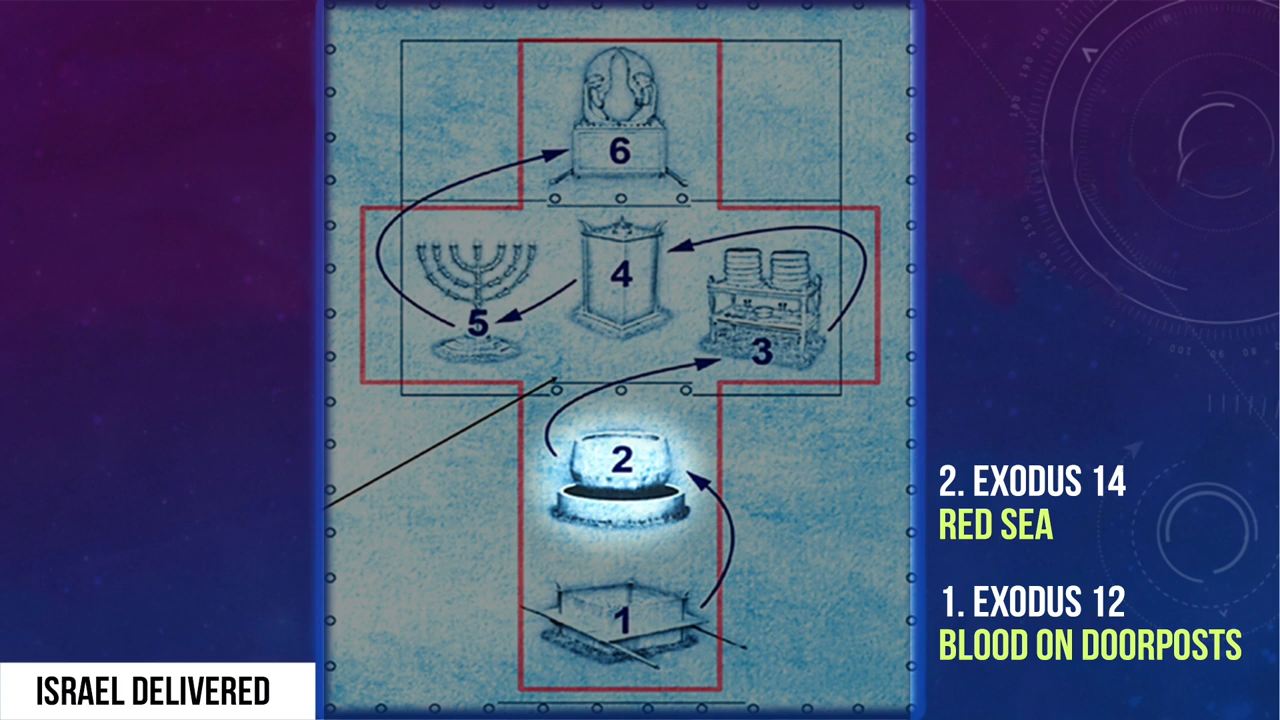 6
4
5
3
2
1
2. EXODUS 14
RED SEA
1. EXODUS 12
BLOOD ON DOORPOSTS
ISRAEL DELIVERED